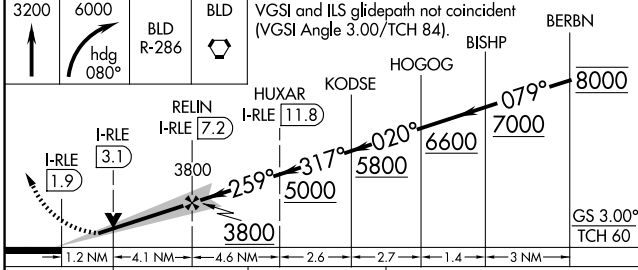 3200
6000
hdg
080°
BLD
R-286
BLD
VGSI and ILS glidepath not coincident
(VGSI Angle 3.00/TCH 84).
BERBN
BISHP
HOGOG
KODSE
HUXAR
I-RLE 11.8
RELIN
I-RLE 7.2
I-RLE
3.1
I-RLE
1.9
3800
8000
079°
7000
020°
6600
317°
5800
259°
5000
3800
GS 3.00°
TCH 60
1.2 NM
4.1 NM
4.6 NM
2.6
2.7
1.4
3 NM